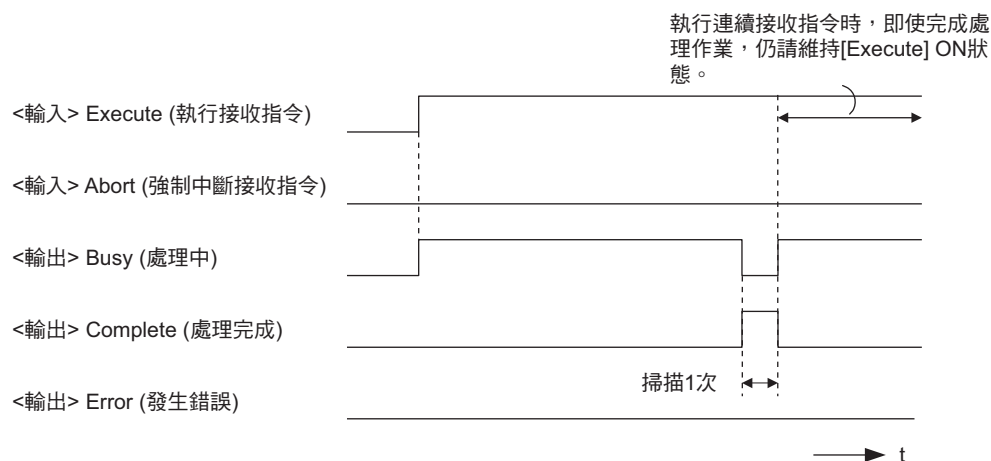 執行連續接收指令時，即使完成處
理作業，仍請維持[Execute] ON狀
態。
<輸入> Execute (執行接收指令)
<輸入> Abort (強制中斷接收指令)
<輸出> Busy (處理中)
<輸出> Complete (處理完成)
掃描1次
<輸出> Error (發生錯誤)
t